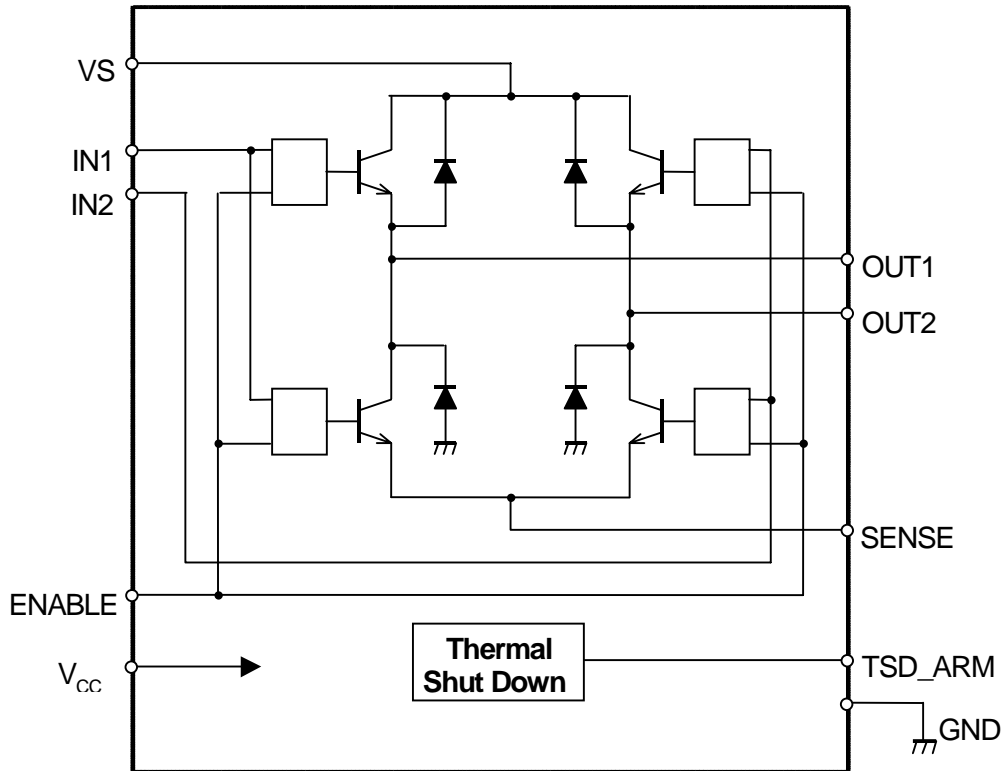 VS
IN1
IN2
OUT1
OUT2
SENSE
ENABLE
Thermal
Shut Down
VCC
TSD_ARM
GND